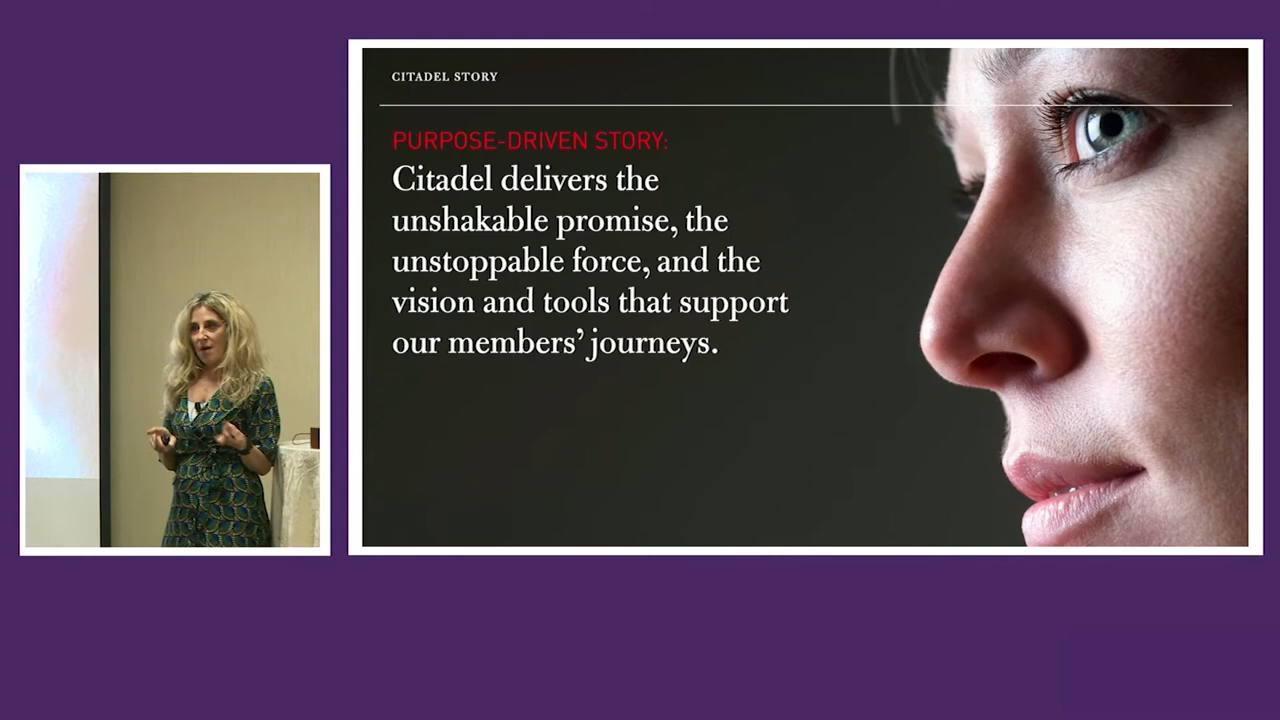 CITADEL STORY
PURPOSE-DRIVEN STORY:
Citadel delivers the
unshakable promise, the
unstoppable force, and the
vision and tools that support
our members’ journeys.